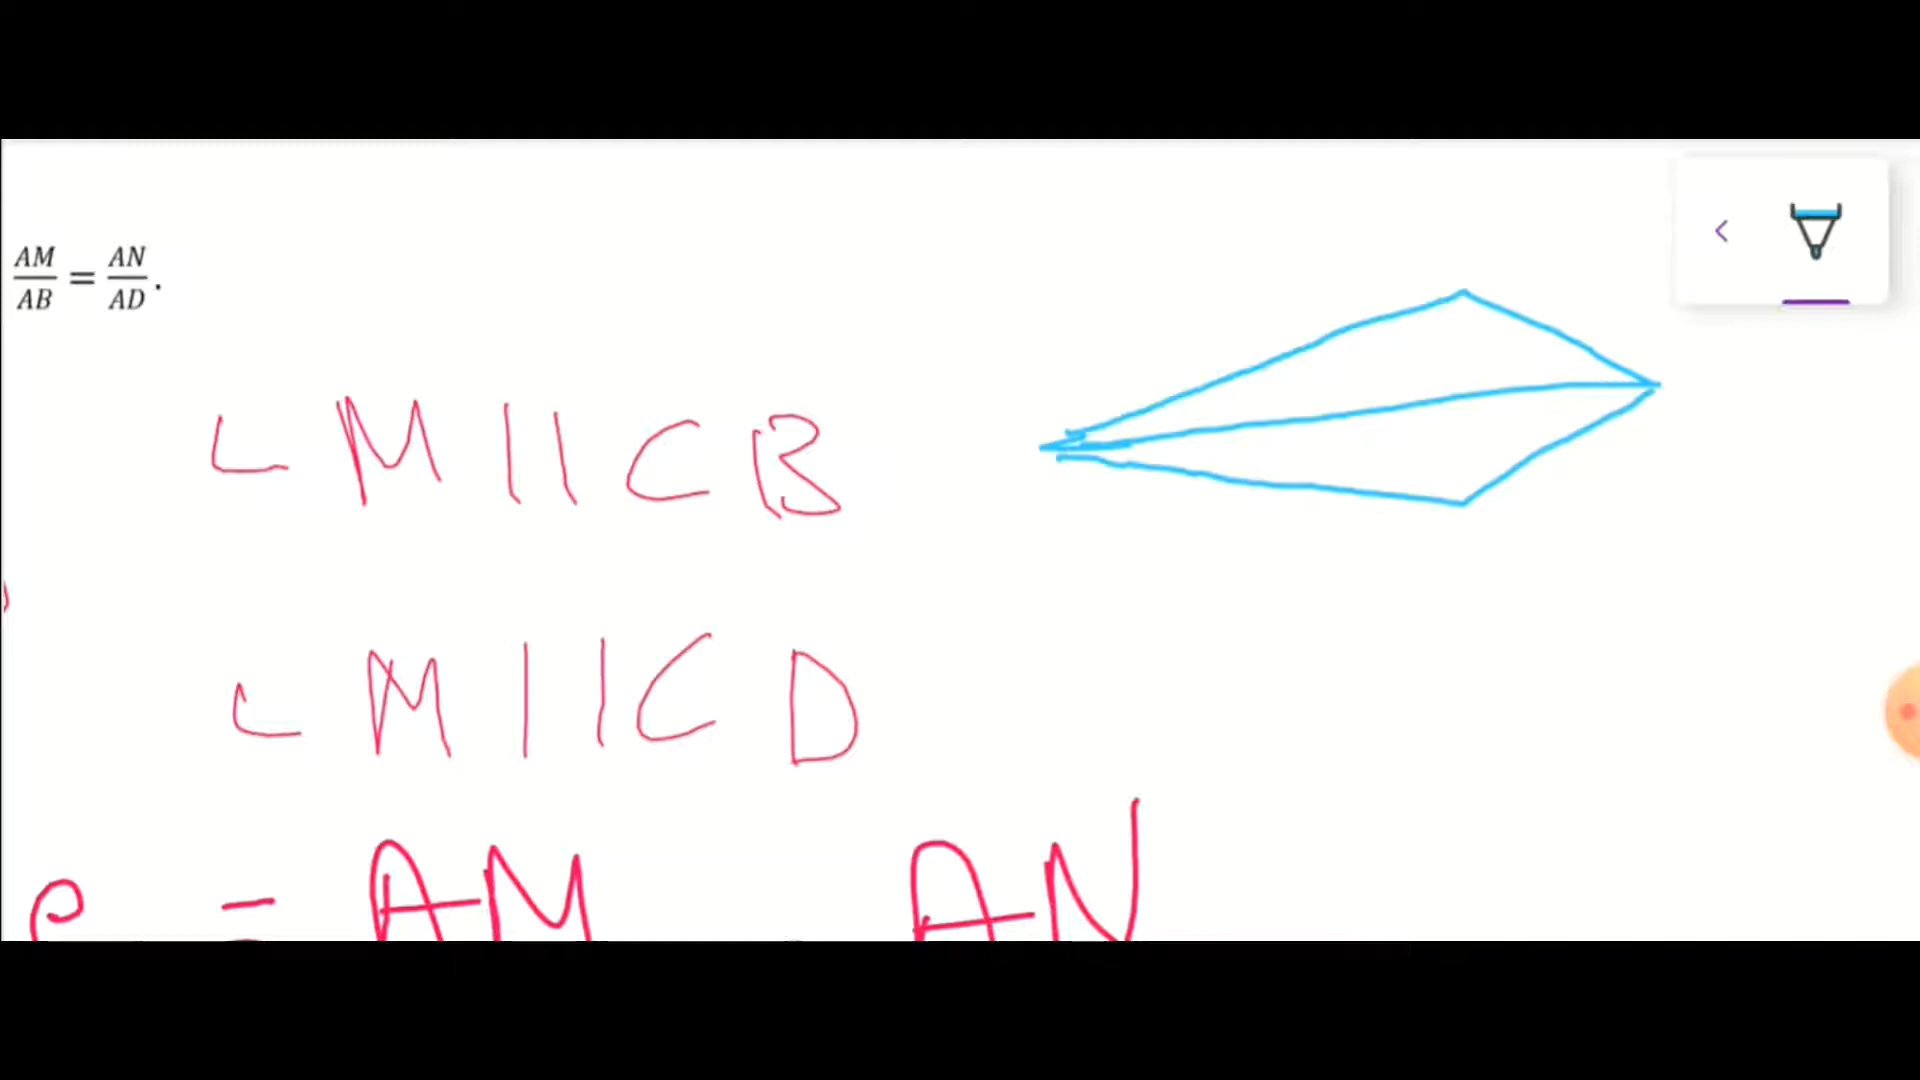 AM/AB = AN/AD.
LM||CB
LM||CD
= AM AN